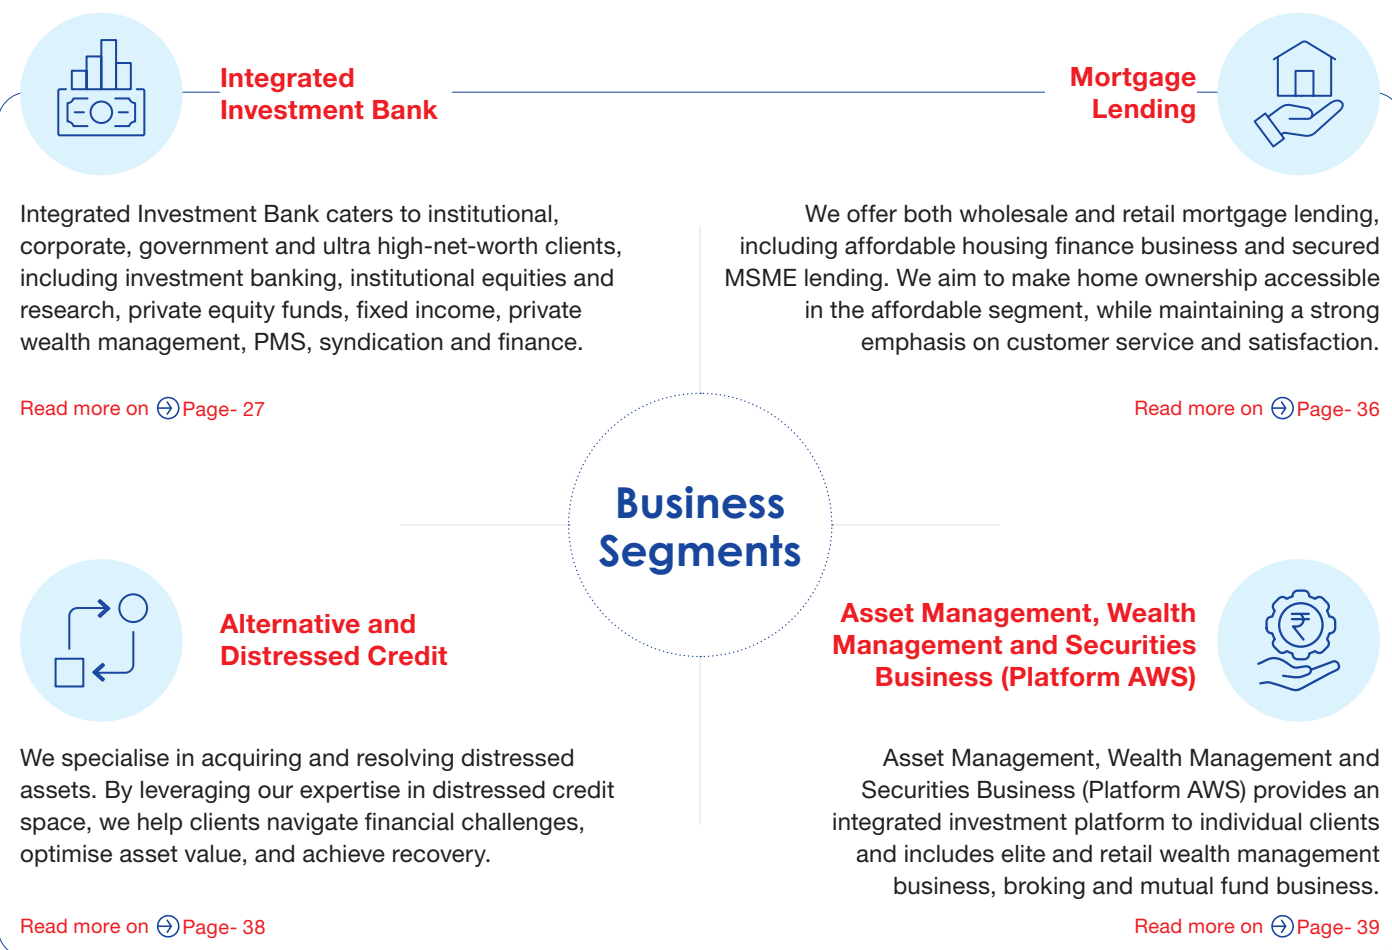 Integrated
Investment Bank
Integrated Investment Bank caters to institutional,
corporate, government and ultra high-net-worth clients,
including investment banking, institutional equities and
research, private equity funds, fixed income, private
wealth management, PMS, syndication and finance.
Read more on Page- 27
Mortgage
Lending
We offer both wholesale and retail mortgage lending,
including affordable housing finance business and secured
MSME lending. We aim to make home ownership accessible
in the affordable segment, while maintaining a strong
emphasis on customer service and satisfaction.
Read more on Page- 36
Business
Segments
Alternative and
Distressed Credit
We specialise in acquiring and resolving distressed
assets. By leveraging our expertise in distressed credit
space, we help clients navigate financial challenges,
optimise asset value, and achieve recovery.
Read more on Page- 38
₹
Asset Management, Wealth
Management and Securities
Business (Platform AWS)
Asset Management, Wealth Management and
Securities Business (Platform AWS) provides an
integrated investment platform to individual clients
and includes elite and retail wealth management
business, broking and mutual fund business.
Read more on Page- 39